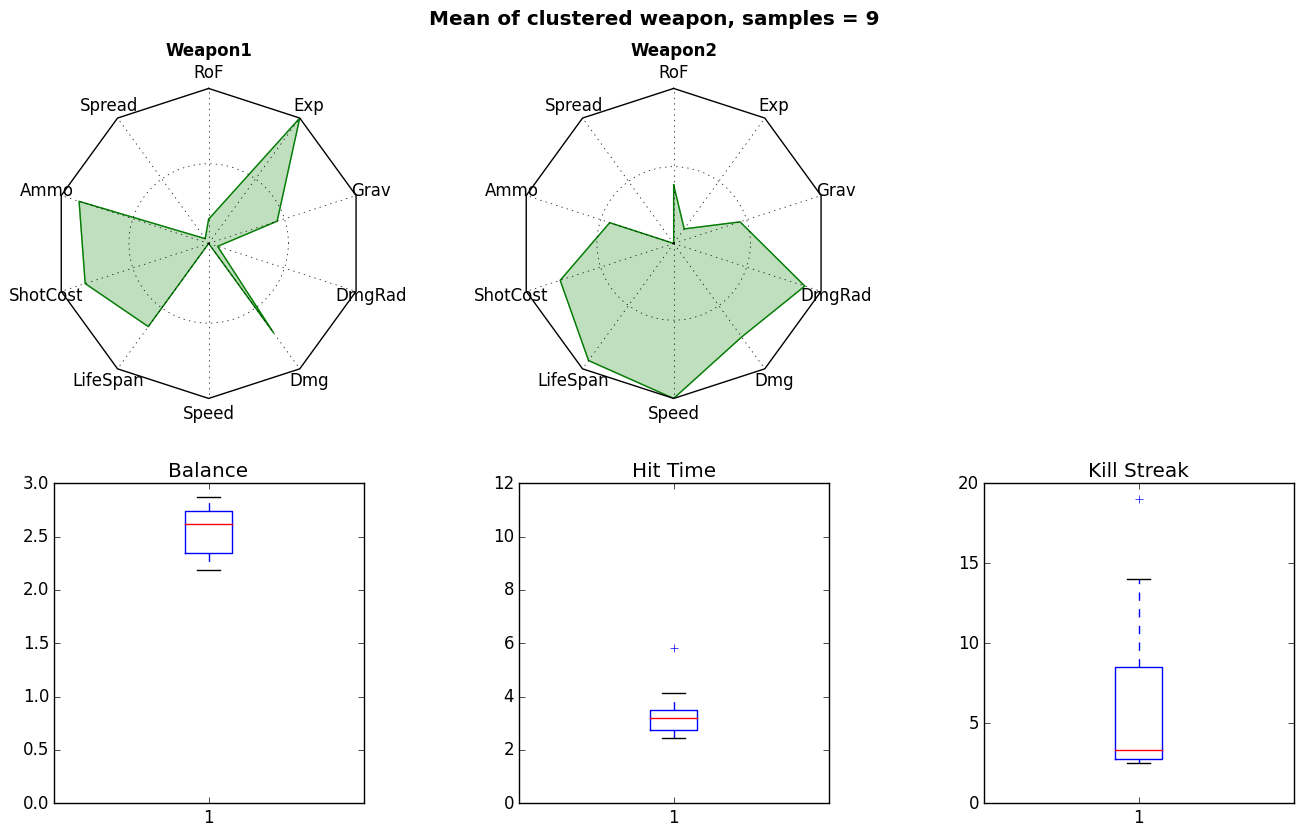 Mean of clustered weapon, samples = 9
Weapon1
RoF
Exp
Grav
DmgRad
Dmg
Speed
LifeSpan
ShotCost
Ammo
Spread
Weapon2
RoF
Exp
Grav
DmgRad
Dmg
Speed
LifeSpan
ShotCost
Ammo
Spread
Balance
3.0
2.5
2.0
1.5
1.0
0.5
0.0
1
Hit Time
12
10
8
6
4
2
0
1
Kill Streak
20
15
10
5
0
1